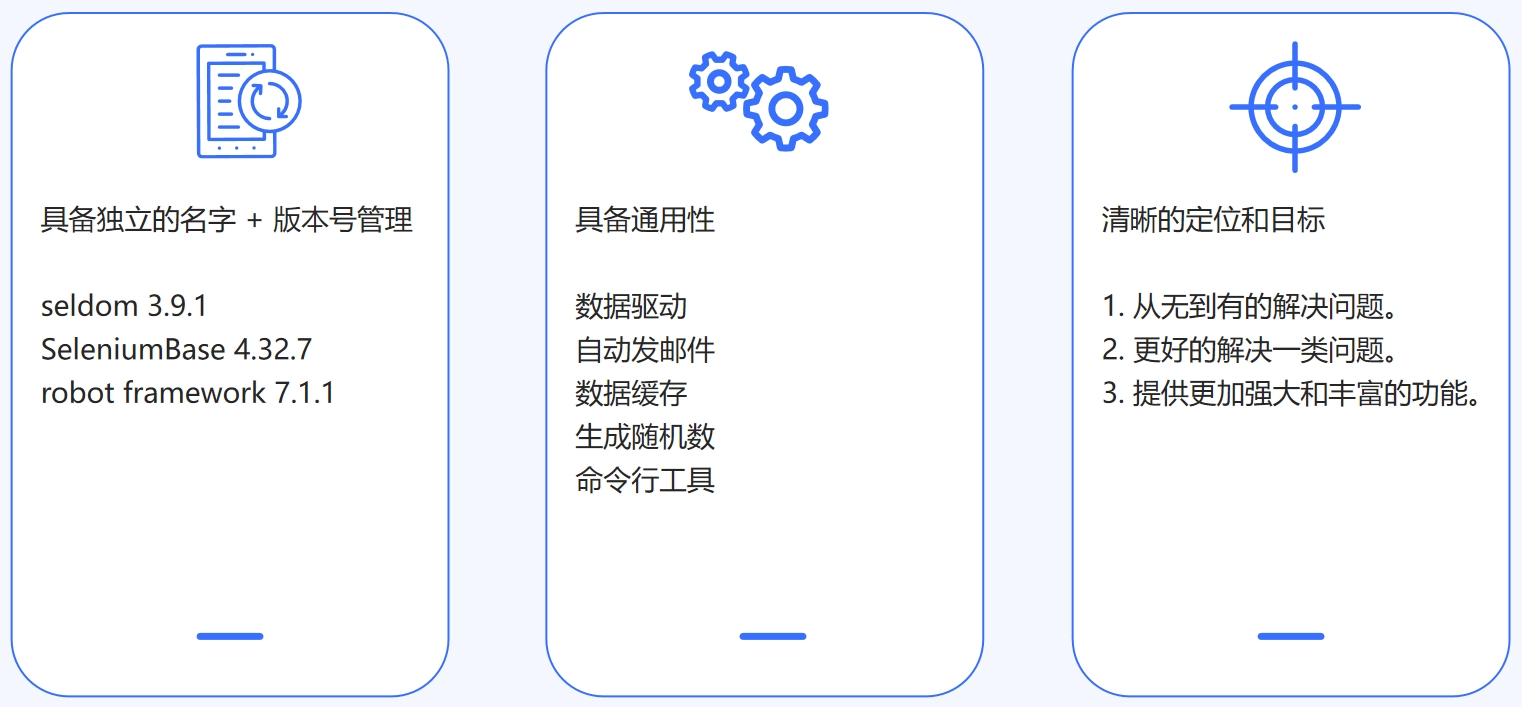 具备独立的名字 + 版本号管理
seldom 3.9.1
SeleniumBase 4.32.7
robot framework 7.1.1
具备通用性
数据驱动
自动发邮件
数据缓存
生成随机数
命令行工具
清晰的定位和目标
1. 从无到有的解决问题。
2. 更好的解决一类问题。
3. 提供更加强大和丰富的功能。